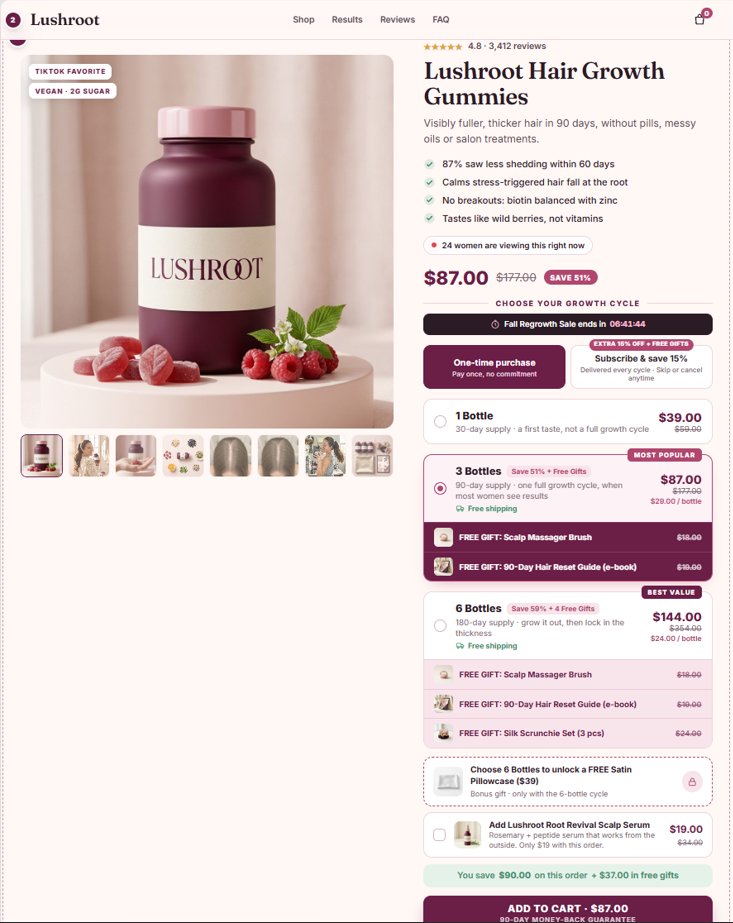 2
Lushroot
Shop
Results
Reviews
FAQ
0
TIKTOK FAVORITE
VEGAN · 2G SUGAR
LUSHROOT
★★★★★ 4.8 · 3,412 reviews
Lushroot Hair Growth
Gummies
Visibly fuller, thicker hair in 90 days, without pills, messy
oils or salon treatments.
87% saw less shedding within 60 days
Calms stress-triggered hair fall at the root
No breakouts: biotin balanced with zinc
Tastes like wild berries, not vitamins
24 women are viewing this right now
$87.00 $177.00 SAVE 51%
CHOOSE YOUR GROWTH CYCLE
Fall Regrowth Sale ends in 06:41:44
One-time purchase
Pay once, no commitment
EXTRA 15% OFF + FREE GIFTS
Subscribe & save 15%
Delivered every cycle · Skip or cancel
anytime
1 Bottle
30-day supply · a first taste, not a full growth cycle
$39.00
$59.00
MOST POPULAR
3 Bottles Save 51% + Free Gifts
90-day supply · one full growth cycle, when
most women see results
Free shipping
$87.00
$177.00
$29.00 / bottle
FREE GIFT: Scalp Massager Brush $18.00
FREE GIFT: 90-Day Hair Reset Guide (e-book) $19.00
BEST VALUE
6 Bottles Save 59% + 4 Free Gifts
180-day supply · grow it out, then lock in the
thickness
Free shipping
$144.00
$354.00
$24.00 / bottle
FREE GIFT: Scalp Massager Brush $18.00
FREE GIFT: 90-Day Hair Reset Guide (e-book) $19.00
FREE GIFT: Silk Scrunchie Set (3 pcs) $24.00
Choose 6 Bottles to unlock a FREE Satin
Pillowcase ($39)
Bonus gift · only with the 6-bottle cycle
Add Lushroot Root Revival Scalp Serum
Rosemary + peptide serum that works from the
outside. Only $19 with this order.
$19.00
$34.00
You save $90.00 on this order + $37.00 in free gifts
ADD TO CART · $87.00
90-DAY MONEY-BACK GUARANTEE